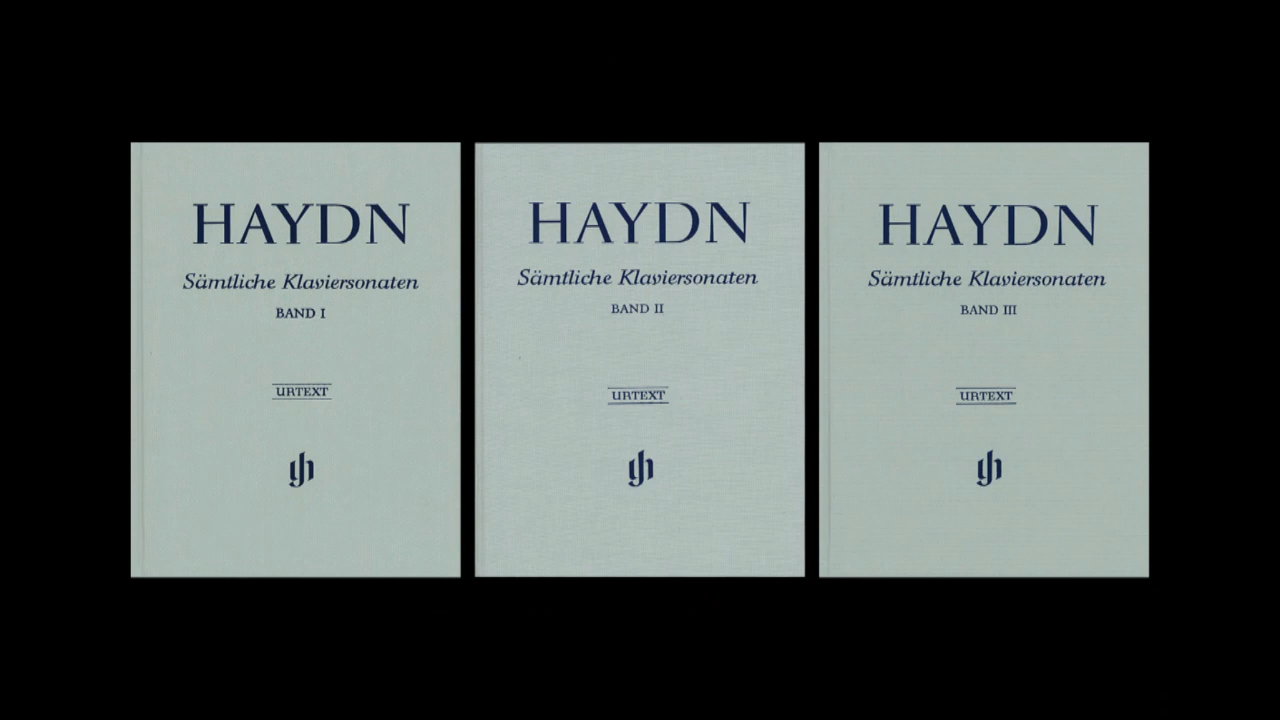 HAYDN
Sämtliche Klaviersonaten
BAND I
URTEXT
HAYDN
Sämtliche Klaviersonaten
BAND II
URTEXT
HAYDN
Sämtliche Klaviersonaten
BAND III
URTEXT